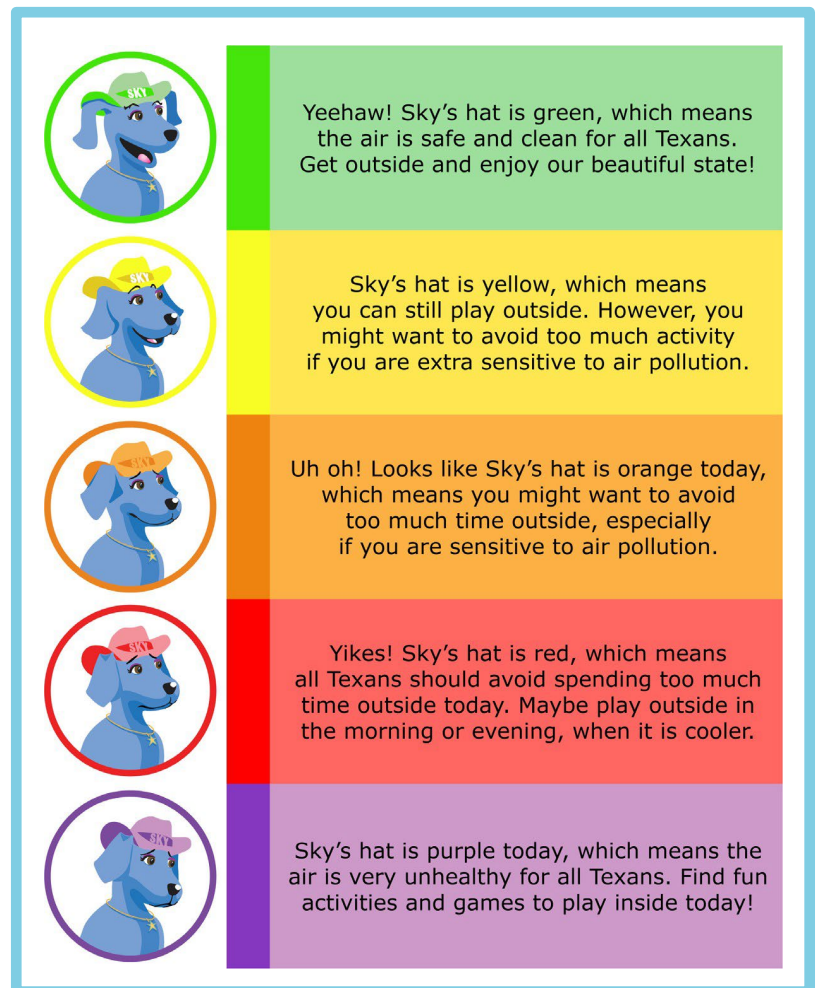 SKY
Yeehaw! Sky's hat is green, which means
the air is safe and clean for all Texans.
Get outside and enjoy our beautiful state!
SKY
Sky's hat is yellow, which means
you can still play outside. However, you
might want to avoid too much activity
if you are extra sensitive to air pollution.
SKY
Uh oh! Looks like Sky's hat is orange today,
which means you might want to avoid
too much time outside, especially
if you are sensitive to air pollution.
SKY
Yikes! Sky's hat is red, which means
all Texans should avoid spending too much
time outside today. Maybe play outside in
the morning or evening, when it is cooler.
SKY
Sky's hat is purple today, which means the
air is very unhealthy for all Texans. Find fun
activities and games to play inside today!